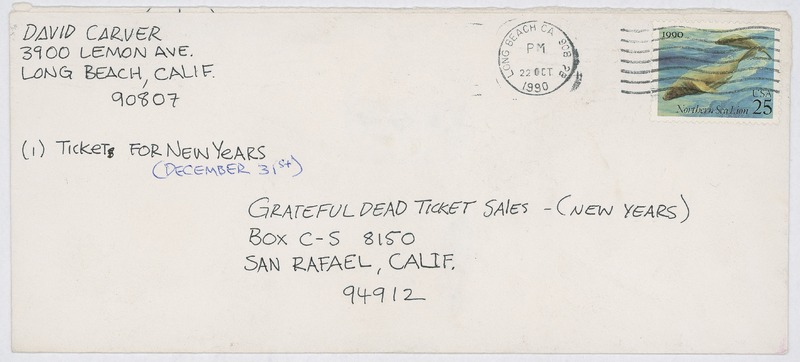 DAVID CARVER
3900 LEMON AVE.
LONG BEACH, CALIF.
90807
LONG BEACH CA 908
PM
22 OCT
1990
1990
USA
Northern Sea Lion 25
(1) TICKETS FOR NEW YEARS
(DECEMBER 31st)
GRATEFUL DEAD TICKET SALES - (NEW YEARS)
BOX C-S 8150
SAN RAFAEL, CALIF.
94912